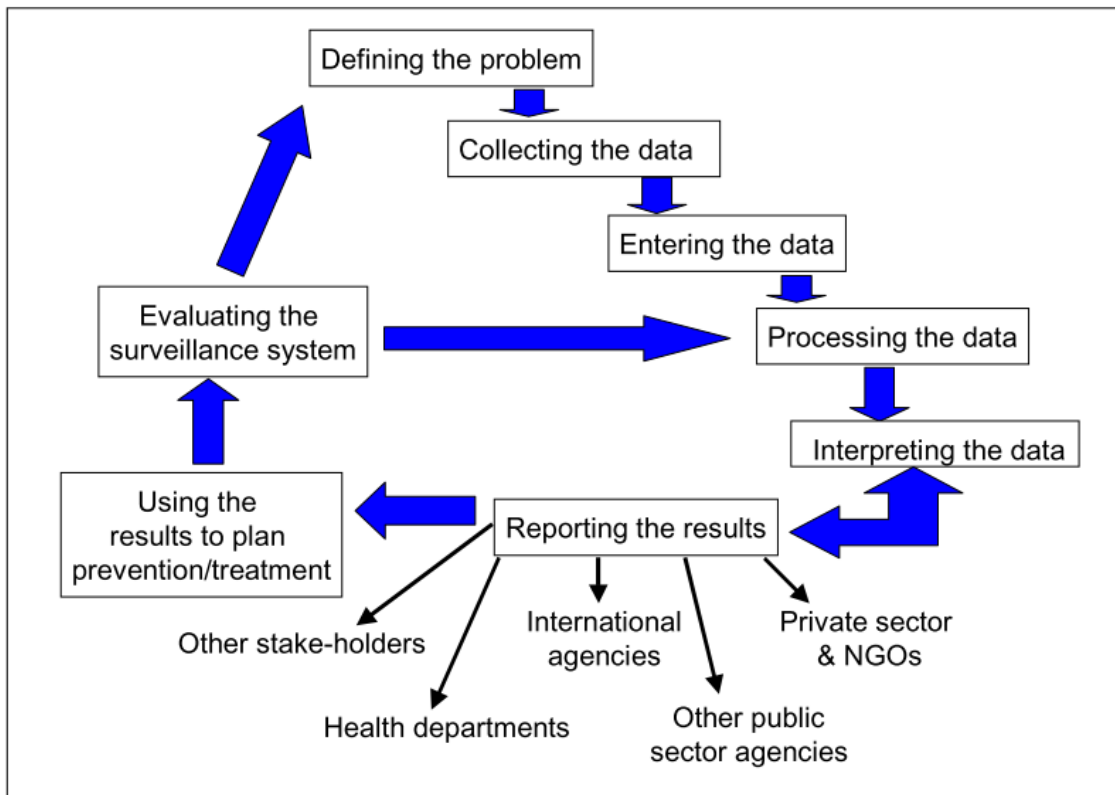 Defining the problem
Collecting the data
Entering the data
Evaluating the
surveillance system
Processing the data
Interpreting the data
Using the
results to plan
prevention/treatment
Reporting the results
Other stake-holders
International
agencies
Private sector
& NGOs
Health departments
Other public
sector agencies